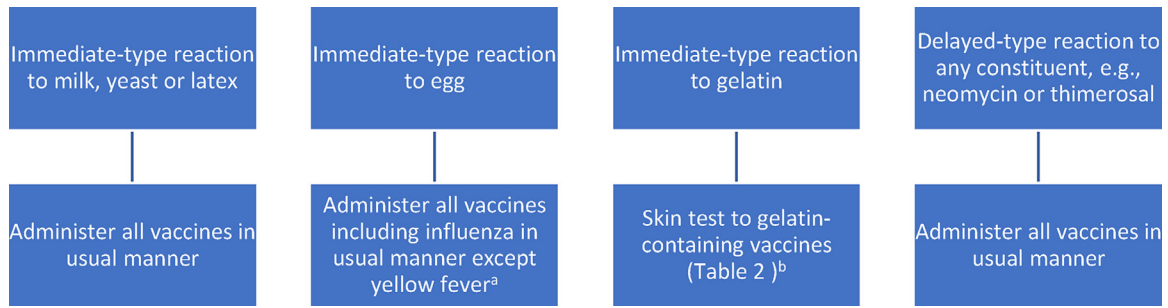 Immediate-type reaction
to milk, yeast or latex
Immediate-type reaction
to egg
Immediate-type reaction
to gelatin
Delayed-type reaction to
any constituent, e.g.,
neomycin or thimerosal
Administer all vaccines in
usual manner
Administer all vaccines
including influenza in
usual manner except
yellow feverᵃ
Skin test to gelatin-
containing vaccines
(Table 2 )ᵇ
Administer all vaccines in
usual manner